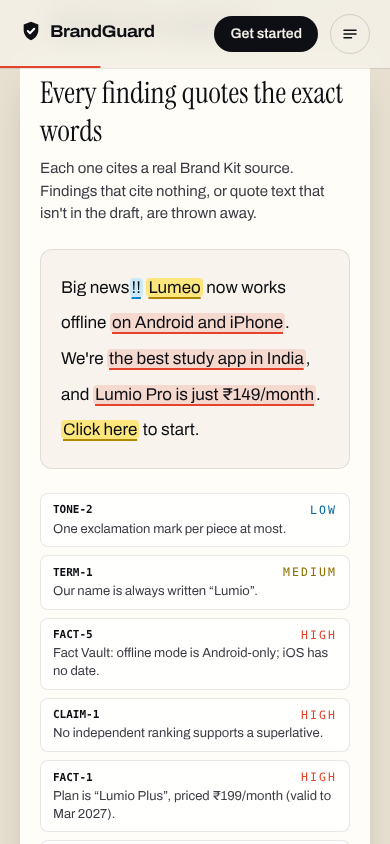 BrandGuard
Get started
Every finding quotes the exact
words
Each one cites a real Brand Kit source.
Findings that cite nothing, or quote text that
isn't in the draft, are thrown away.
Big news!! Lumeo now works
offline on Android and iPhone.
We're the best study app in India,
and Lumio Pro is just ₹149/month.
Click here to start.
TONE-2 LOW
One exclamation mark per piece at most.
TERM-1 MEDIUM
Our name is always written “Lumio”.
FACT-5 HIGH
Fact Vault: offline mode is Android-only; iOS has
no date.
CLAIM-1 HIGH
No independent ranking supports a superlative.
FACT-1 HIGH
Plan is “Lumio Plus”, priced ₹199/month (valid to
Mar 2027).